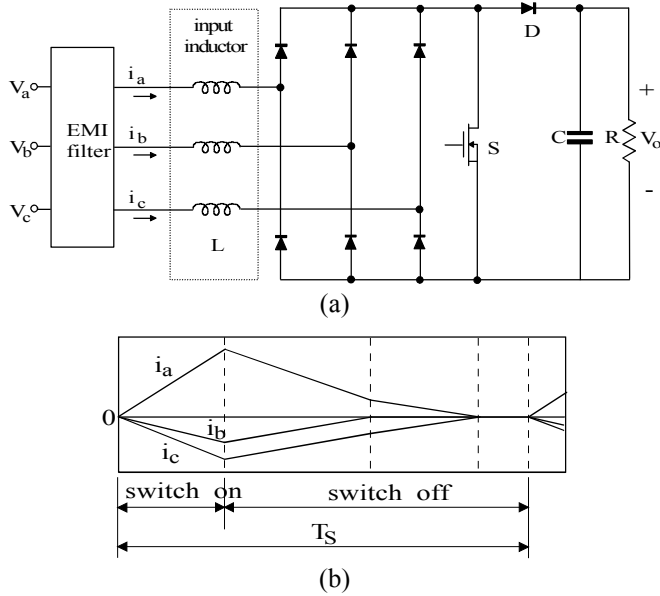 input
inductor
D
i_a
V_a
EMI
filter
i_b
V_b
S
C
R
+
V_o
-
i_c
V_c
L
(a)
i_a
0
i_b
i_c
switch on
switch off
T_S
(b)